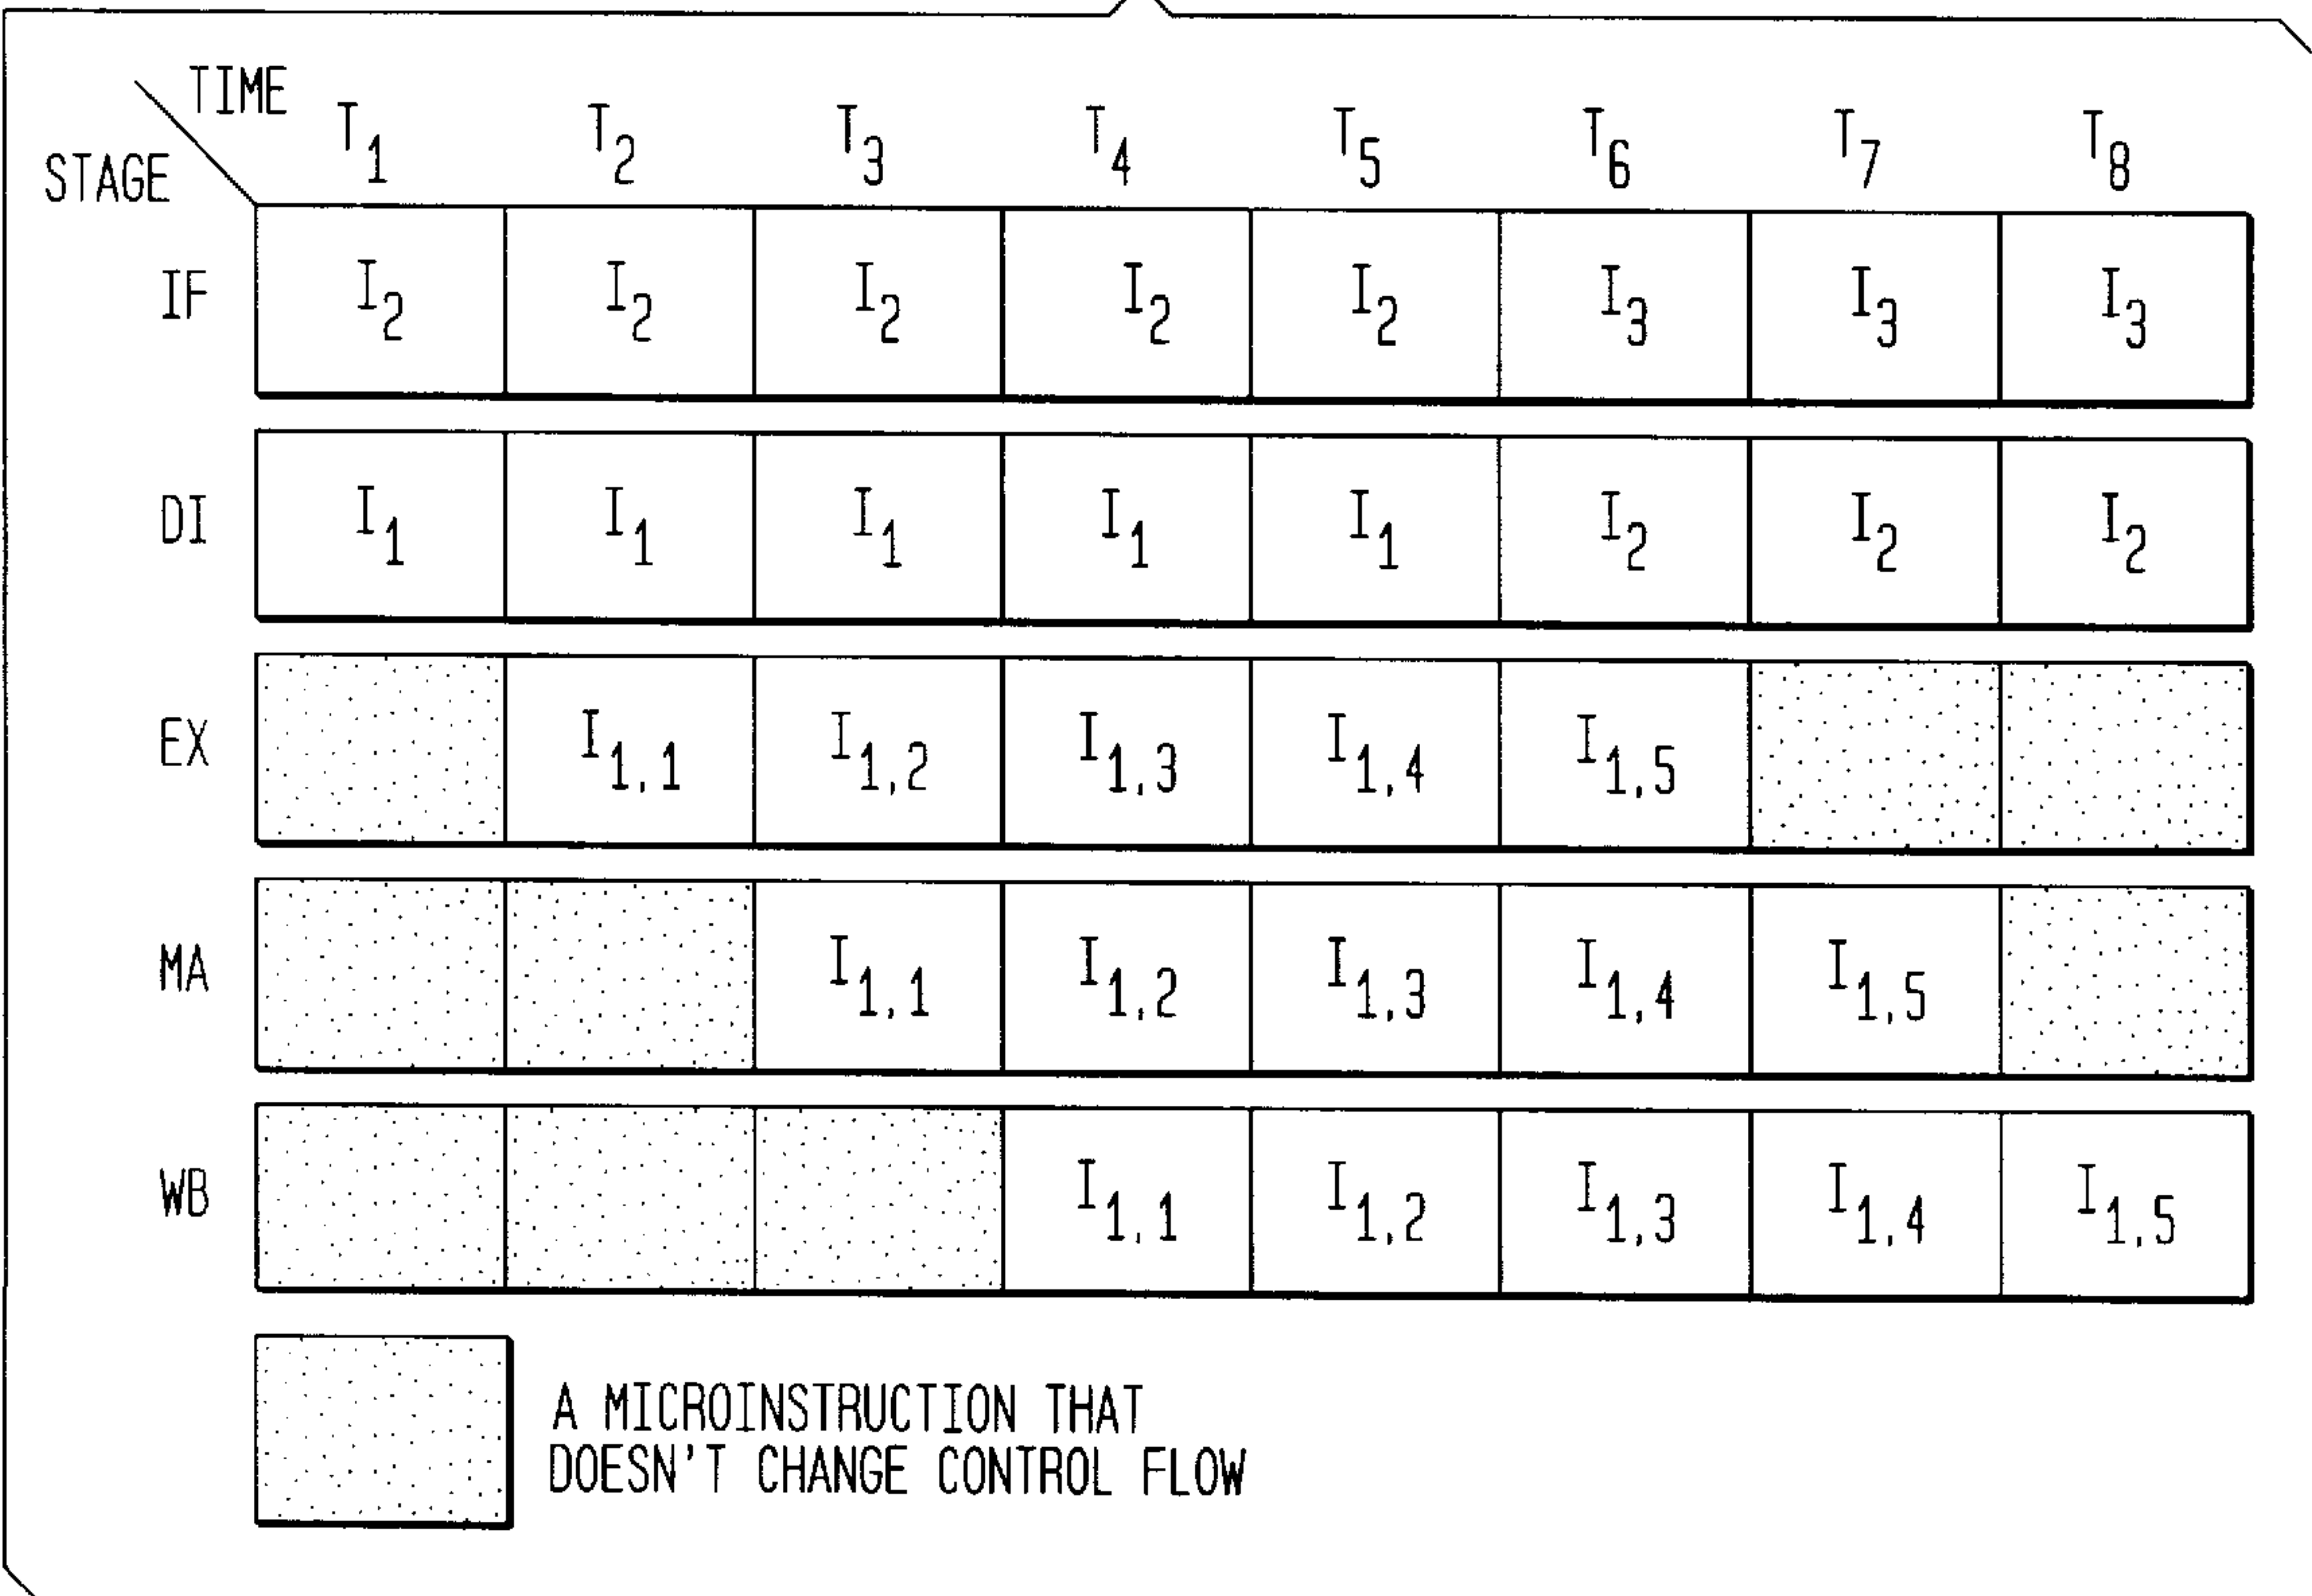 TIME
STAGE T1 T2 T3 T4 T5 T6 T7 T8
IF I2 I2 I2 I2 I2 I3 I3 I3
DI I1 I1 I1 I1 I1 I2 I2 I2
EX I1,1 I1,2 I1,3 I1,4 I1,5
MA I1,1 I1,2 I1,3 I1,4 I1,5
WB I1,1 I1,2 I1,3 I1,4 I1,5
A MICROINSTRUCTION THAT
DOESN'T CHANGE CONTROL FLOW